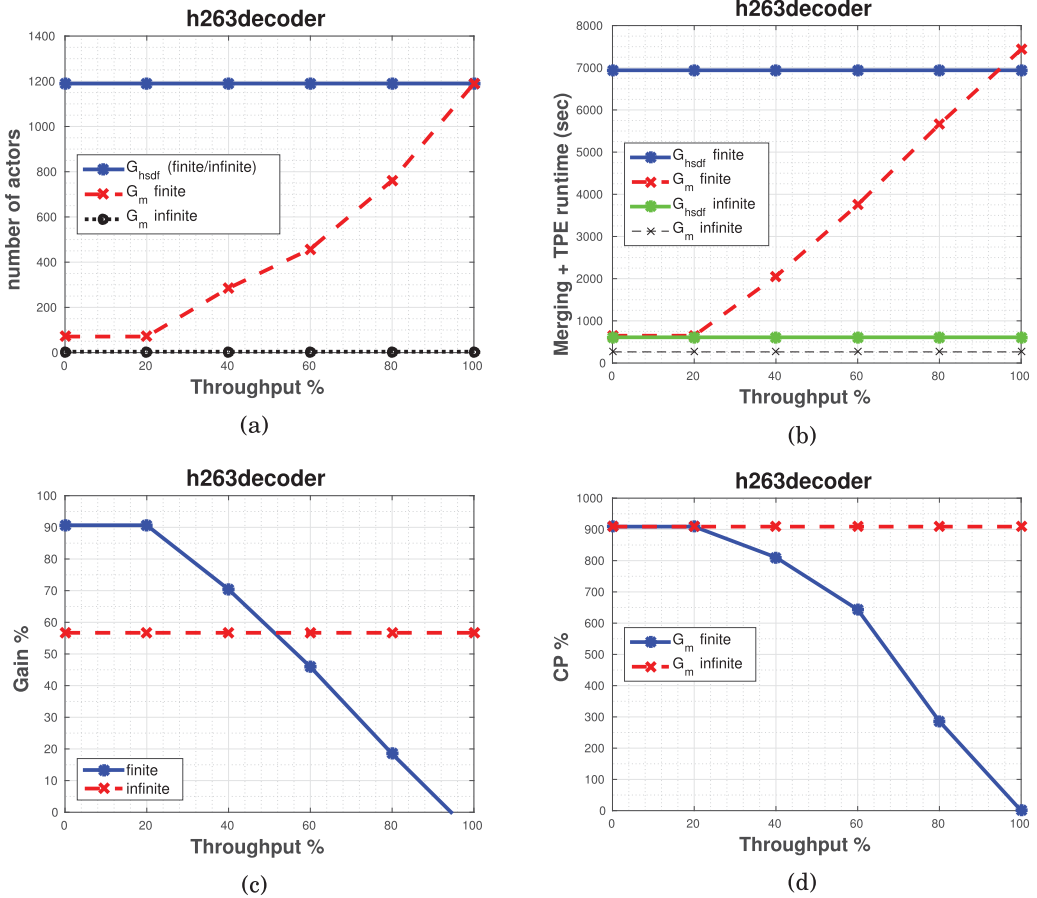 h263decoder
number of actors
1400
1200
1000
800
600
400
200
0
G_hsdf (finite/infinite)
G_m finite
G_m infinite
0 20 40 60 80 100
Throughput %
(a)
h263decoder
Merging + TPE runtime (sec)
8000
7000
6000
5000
4000
3000
2000
1000
0
G_hsdf finite
G_m finite
G_hsdf infinite
G_m infinite
0 20 40 60 80 100
Throughput %
(b)
h263decoder
Gain %
100
90
80
70
60
50
40
30
20
10
0
finite
infinite
0 20 40 60 80 100
Throughput %
(c)
h263decoder
CP %
1000
900
800
700
600
500
400
300
200
100
0
G_m finite
G_m infinite
0 20 40 60 80 100
Throughput %
(d)